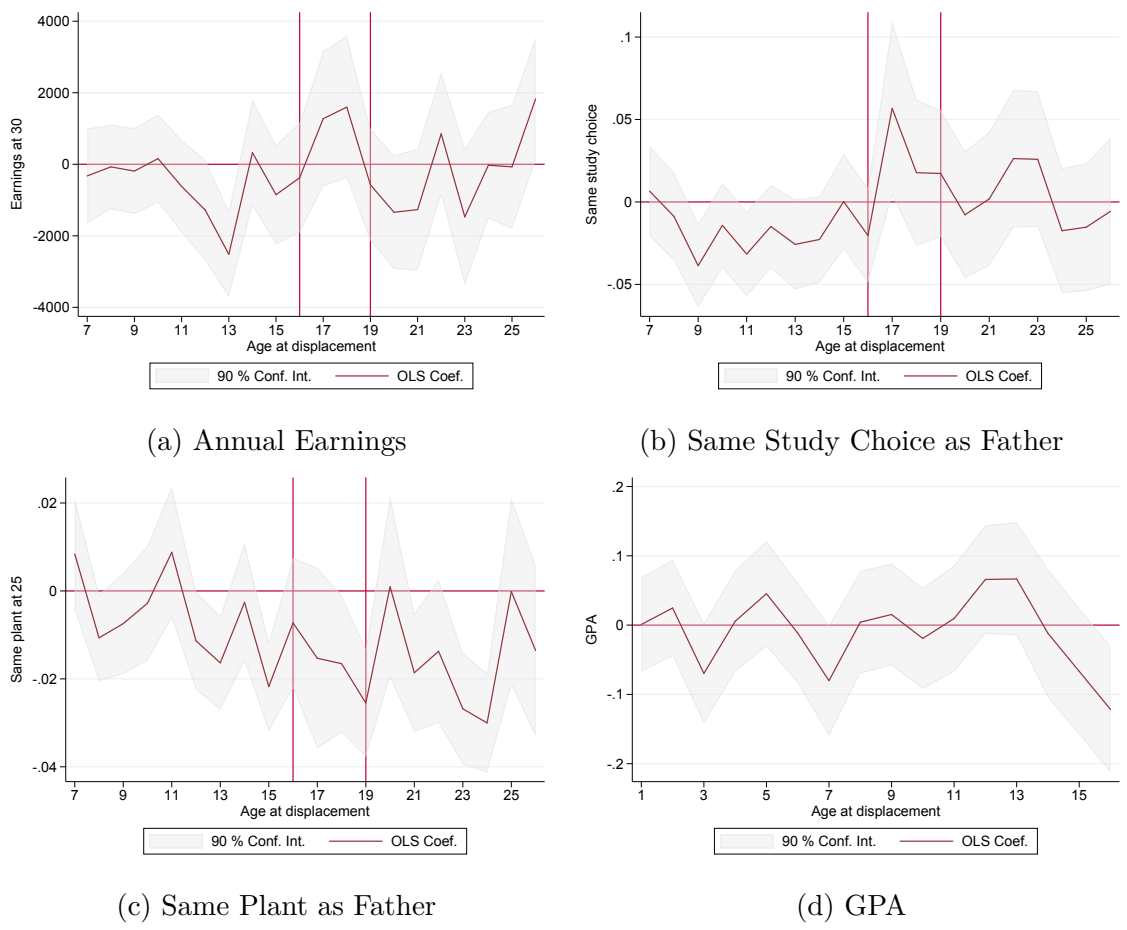 4000
2000
0
-2000
-4000
Earnings at 30
7 9 11 13 15 17 19 21 23 25
Age at displacement
90 % Conf. Int. OLS Coef.
(a) Annual Earnings
.1
.05
0
-.05
Same study choice
7 9 11 13 15 17 19 21 23 25
Age at displacement
90 % Conf. Int. OLS Coef.
(b) Same Study Choice as Father
.02
0
-.02
-.04
Same plant at 25
7 9 11 13 15 17 19 21 23 25
Age at displacement
90 % Conf. Int. OLS Coef.
(c) Same Plant as Father
.2
.1
0
-.1
-.2
GPA
1 3 5 7 9 11 13 15
Age at displacement
90 % Conf. Int. OLS Coef.
(d) GPA